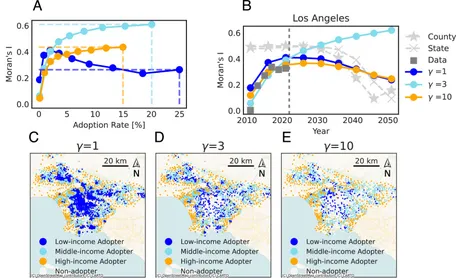 A
Moran's I
0.6
0.4
0.2
0.0
0
5
10
15
20
25
Adoption Rate [%]
B
Los Angeles
Moran's I
0.6
0.4
0.2
0.0
2010
2020
2030
2040
2050
Year
County
State
Data
γ=1
γ=3
γ=10
C
γ=1
20 km
N
Low-income Adopter
Middle-income Adopter
High-income Adopter
Non-adopter
D
γ=3
20 km
N
Low-income Adopter
Middle-income Adopter
High-income Adopter
Non-adopter
E
γ=10
20 km
N
Low-income Adopter
Middle-income Adopter
High-income Adopter
Non-adopter